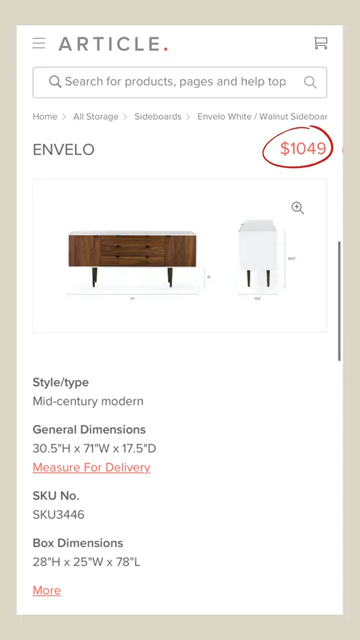 ARTICLE.
Search for products, pages and help top
Home > All Storage > Sideboards > Envelo White / Walnut Sideboar
ENVELO
$1049
Style/type
Mid-century modern
General Dimensions
30.5"H x 71"W x 17.5"D
Measure For Delivery
SKU No.
SKU3446
Box Dimensions
28"H x 25"W x 78"L
More